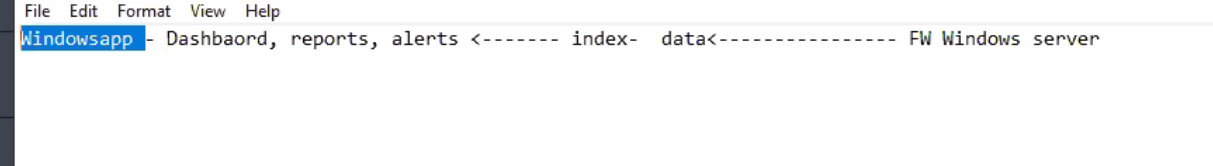 File Edit Format View Help
Windowsapp - Dashbaord, reports, alerts <------- index-  data<---------------- FW Windows server